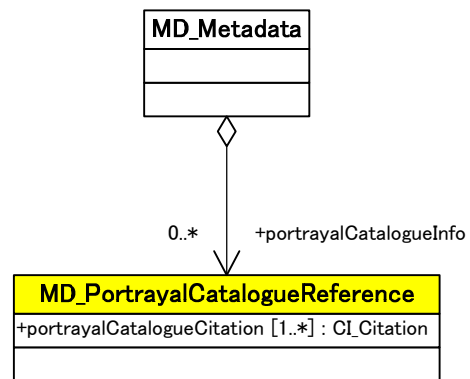 MD_Metadata
0..* +portrayalCatalogueInfo
MD_PortrayalCatalogueReference
+portrayalCatalogueCitation [1..*] : CI_Citation